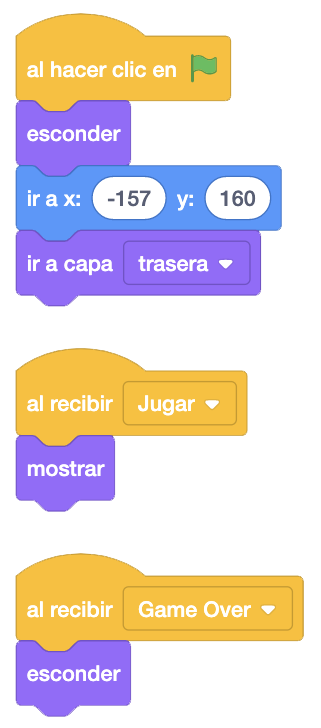 al hacer clic en
esconder
ir a x: -157 y: 160
ir a capa trasera
al recibir Jugar
mostrar
al recibir Game Over
esconder